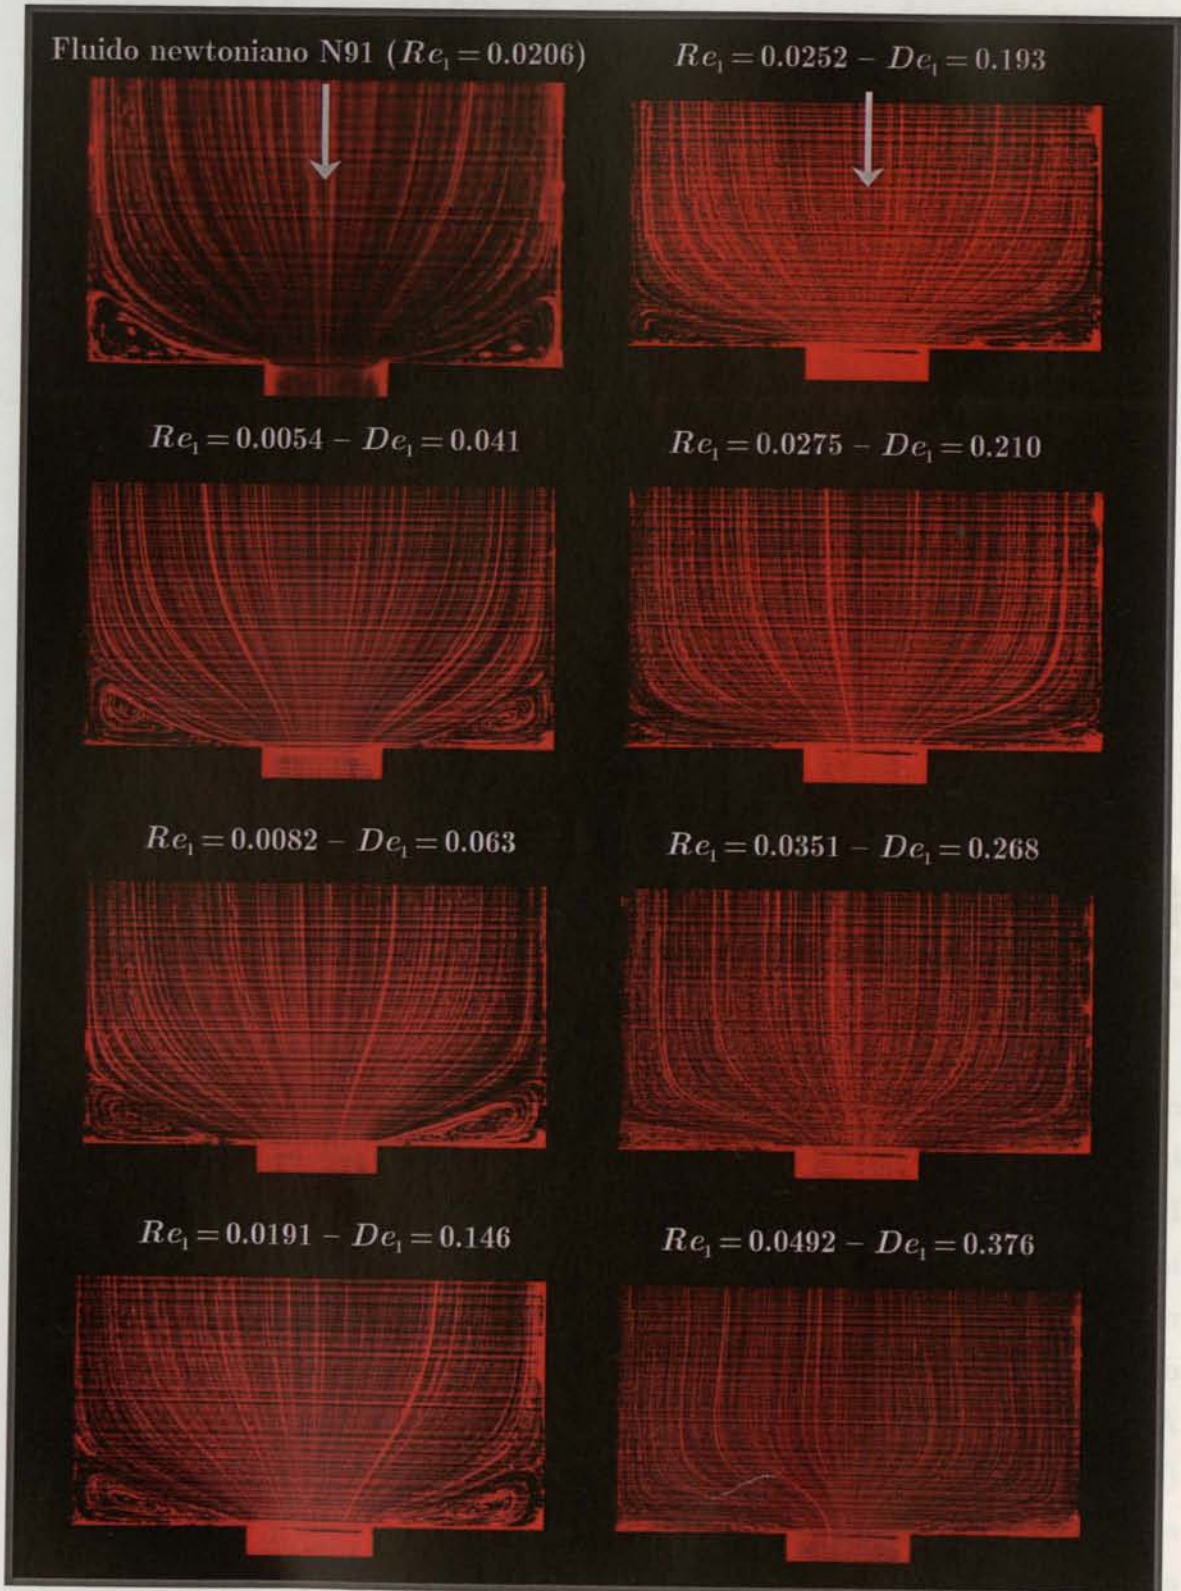 Fluido newtoniano N91 (Re₁ = 0.0206)
Re₁ = 0.0252 – De₁ = 0.193
Re₁ = 0.0054 – De₁ = 0.041
Re₁ = 0.0275 – De₁ = 0.210
Re₁ = 0.0082 – De₁ = 0.063
Re₁ = 0.0351 – De₁ = 0.268
Re₁ = 0.0191 – De₁ = 0.146
Re₁ = 0.0492 – De₁ = 0.376